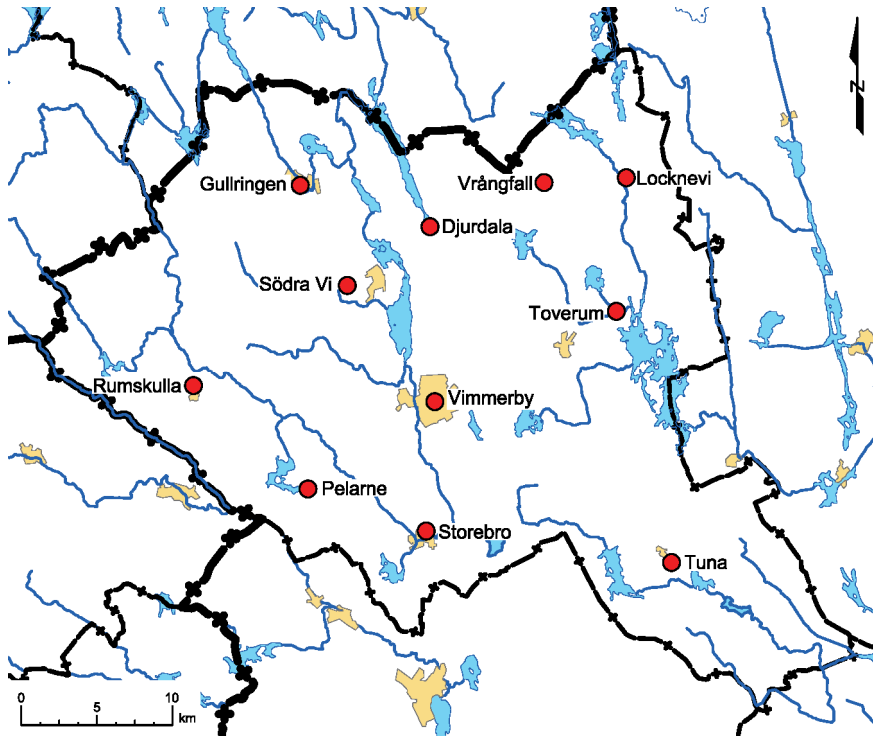 N
Gullringen
Vrångfall
Locknevi
Djurdala
Södra Vi
Toverum
Rumskulla
Vimmerby
Pelarne
Storebro
Tuna
0 5 10
km